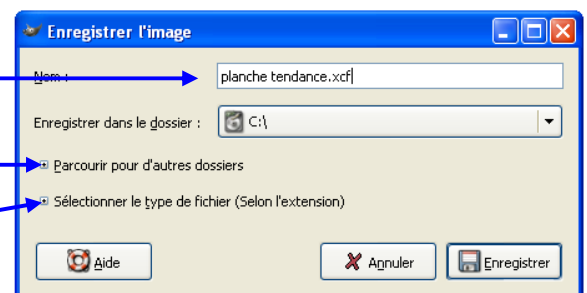 Enregistrer l'image
Nom :
planche tendance.xcf
Enregistrer dans le dossier :
C:\
Parcourir pour d'autres dossiers
Sélectionner le type de fichier (Selon l'extension)
Aide
Annuler
Enregistrer